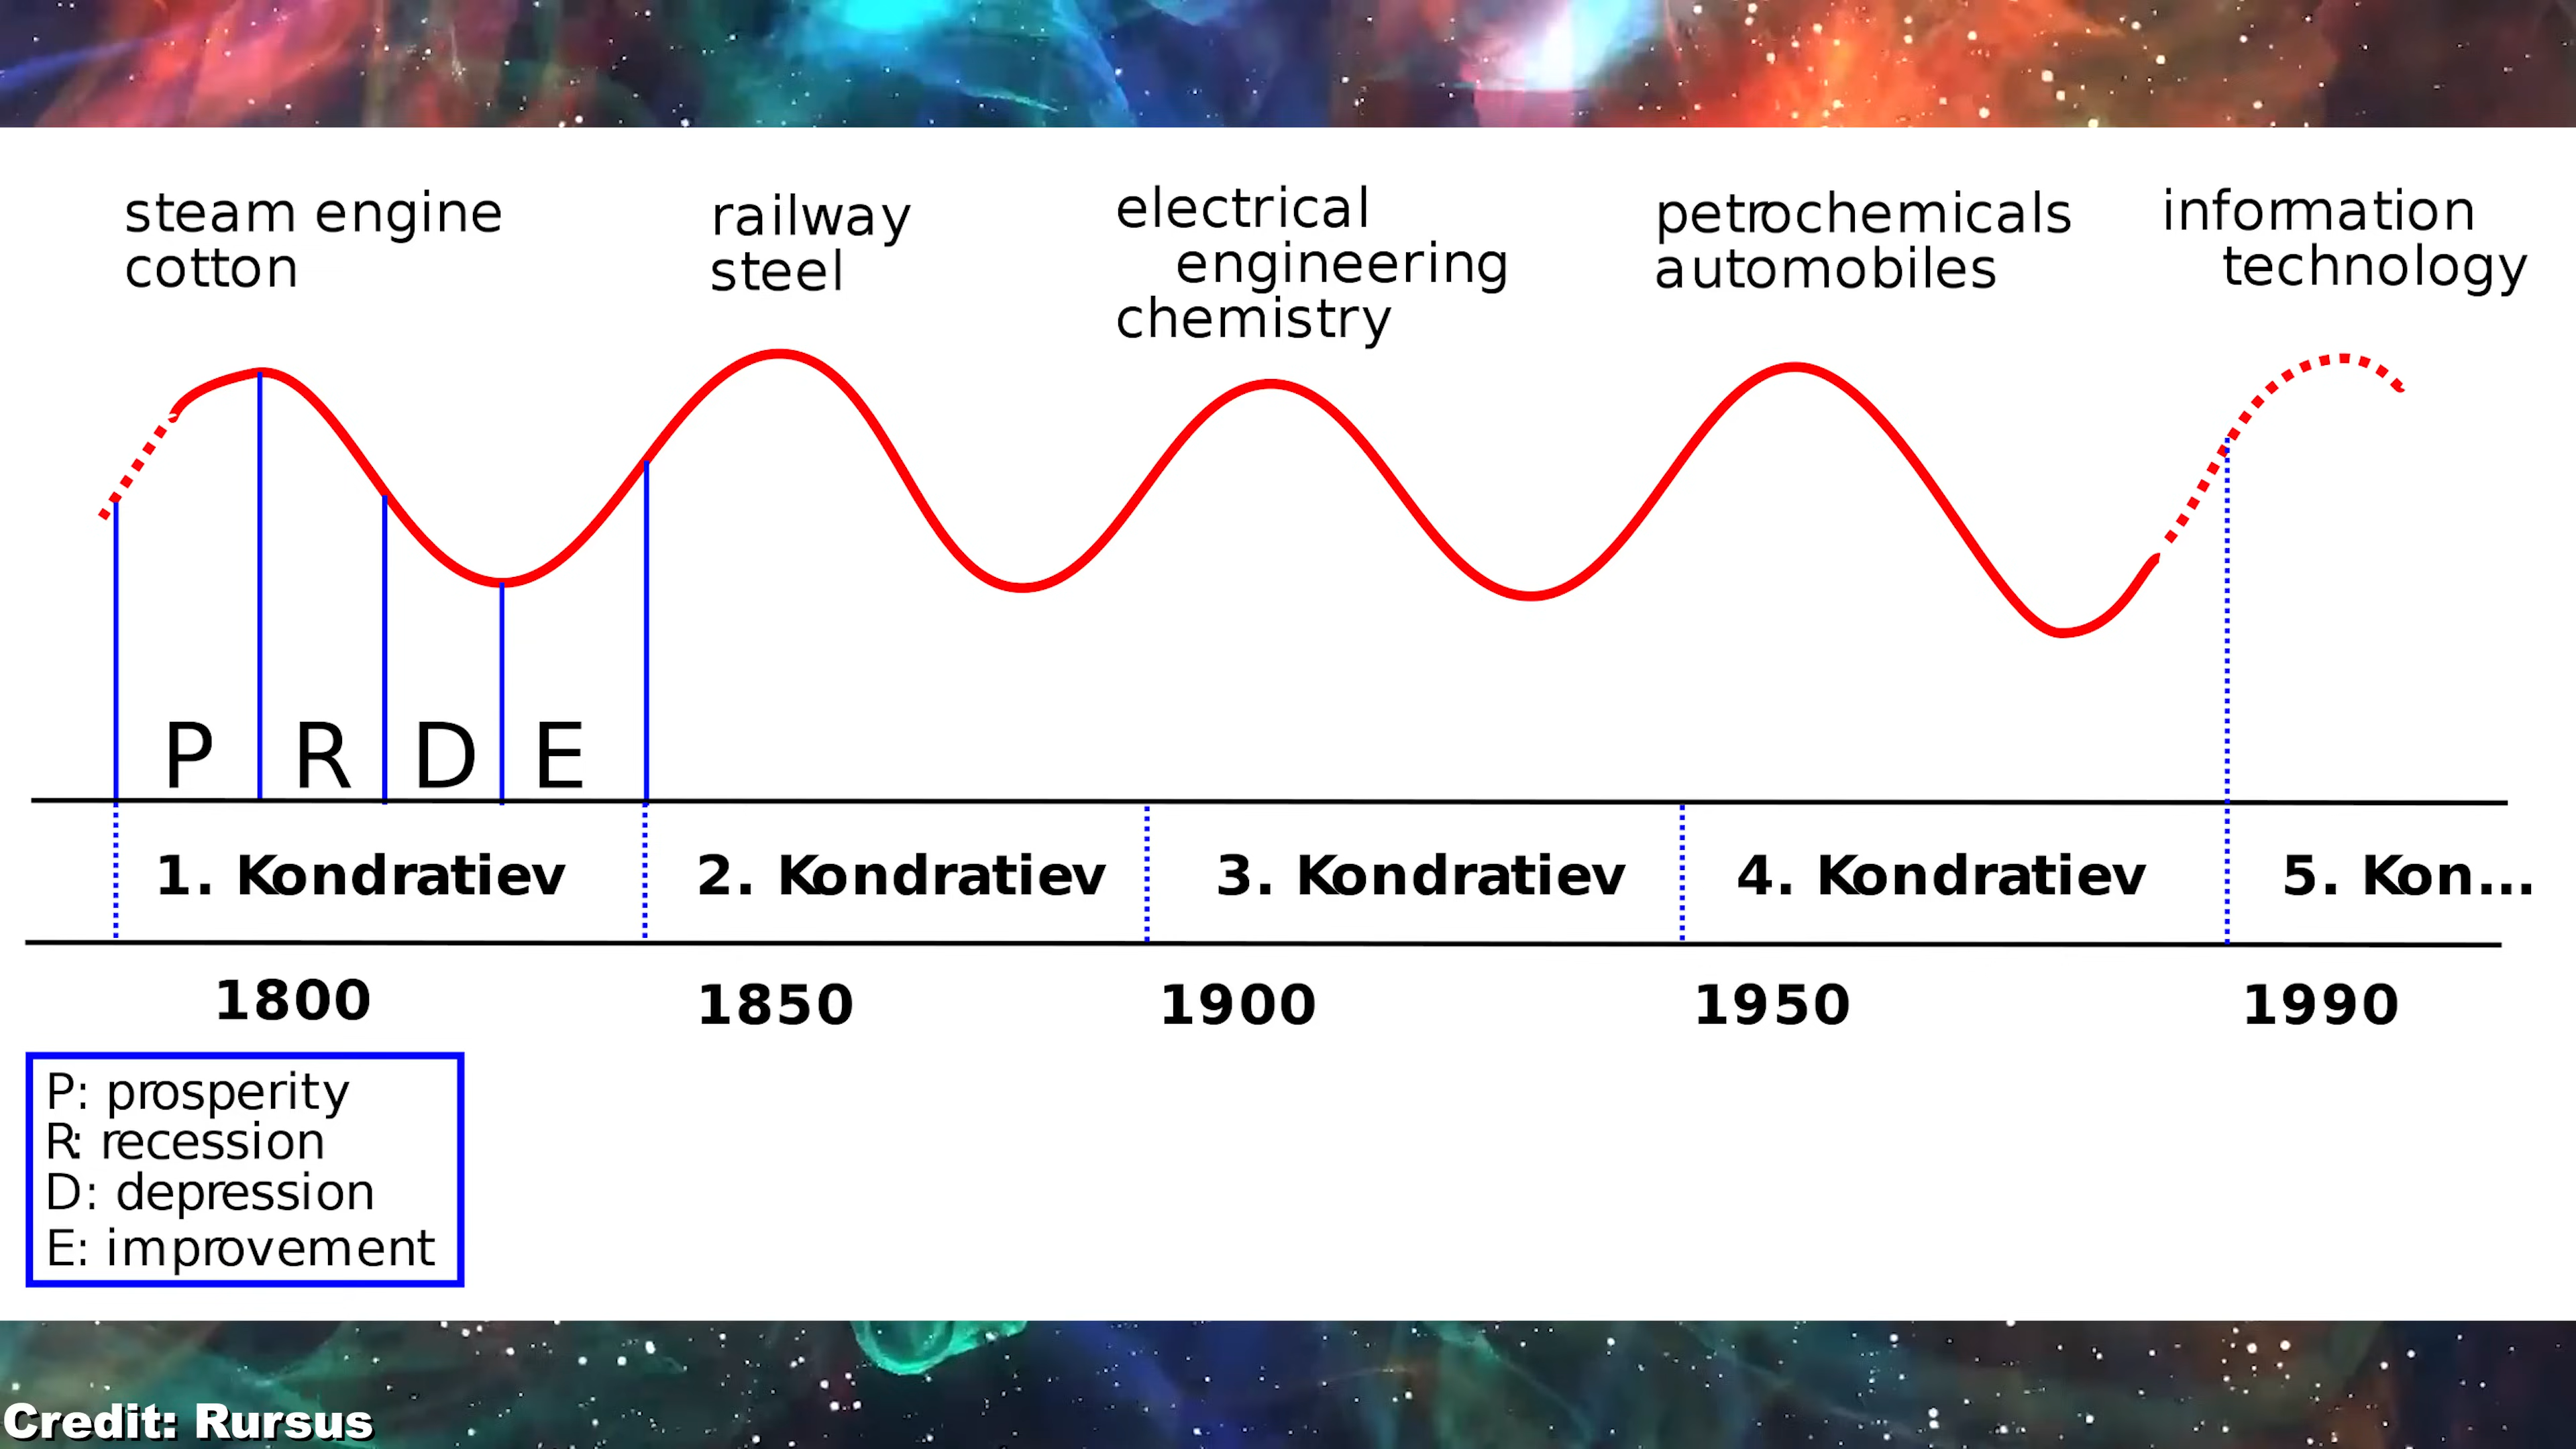 steam engine
cotton
railway
steel
electrical
engineering
chemistry
petrochemicals
automobiles
information
technology
P R D E
1. Kondratiev
2. Kondratiev
3. Kondratiev
4. Kondratiev
5. Kon...
1800
1850
1900
1950
1990
P: prosperity
R: recession
D: depression
E: improvement
Credit: Rursus